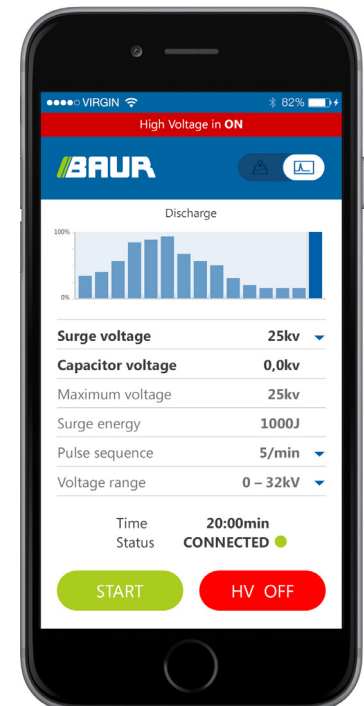 VIRGIN 82%
High Voltage in ON
BAUR
Discharge
100%
0%
Surge voltage 25kv
Capacitor voltage 0,0kv
Maximum voltage 25kv
Surge energy 1000J
Pulse sequence 5/min
Voltage range 0 – 32kV
Time 20:00min
Status CONNECTED
START HV OFF